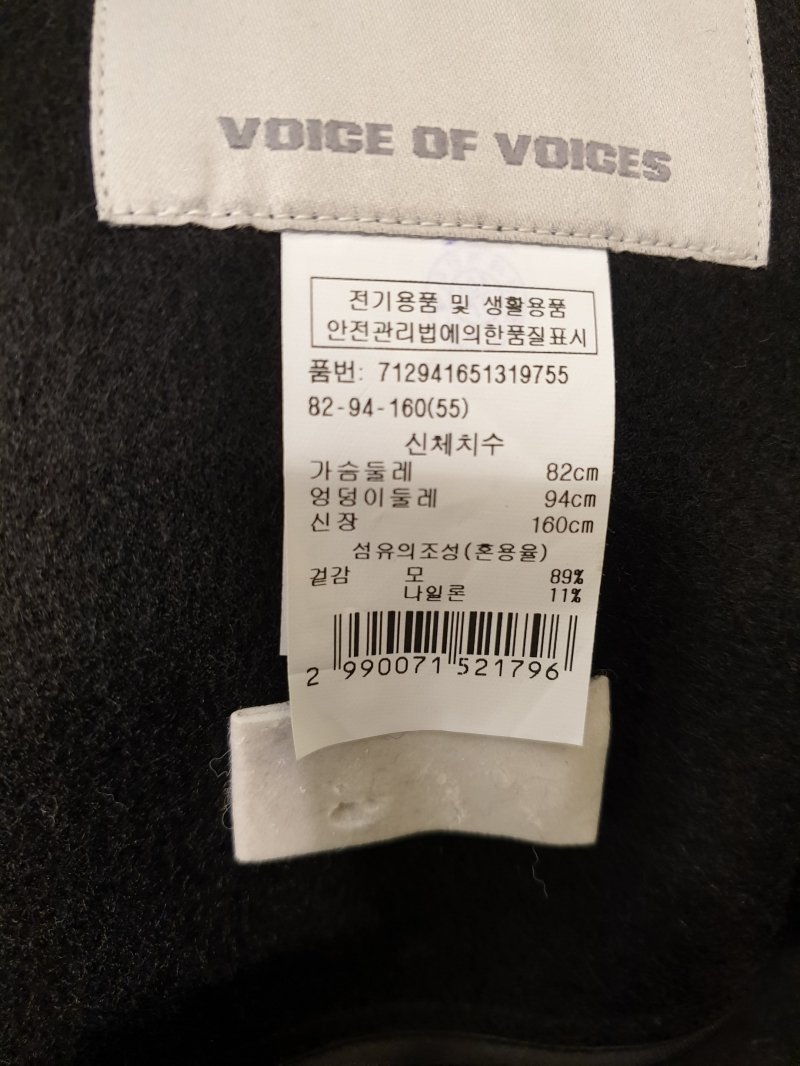 VOICE OF VOICES
전기용품 및 생활용품
안전관리법에의한품질표시
품번: 712941651319755
82-94-160(55)
신체치수
가슴둘레 82cm
엉덩이둘레 94cm
신장 160cm
섬유의조성(혼용율)
겉감 모 89%
나일론 11%
2 990071 521796